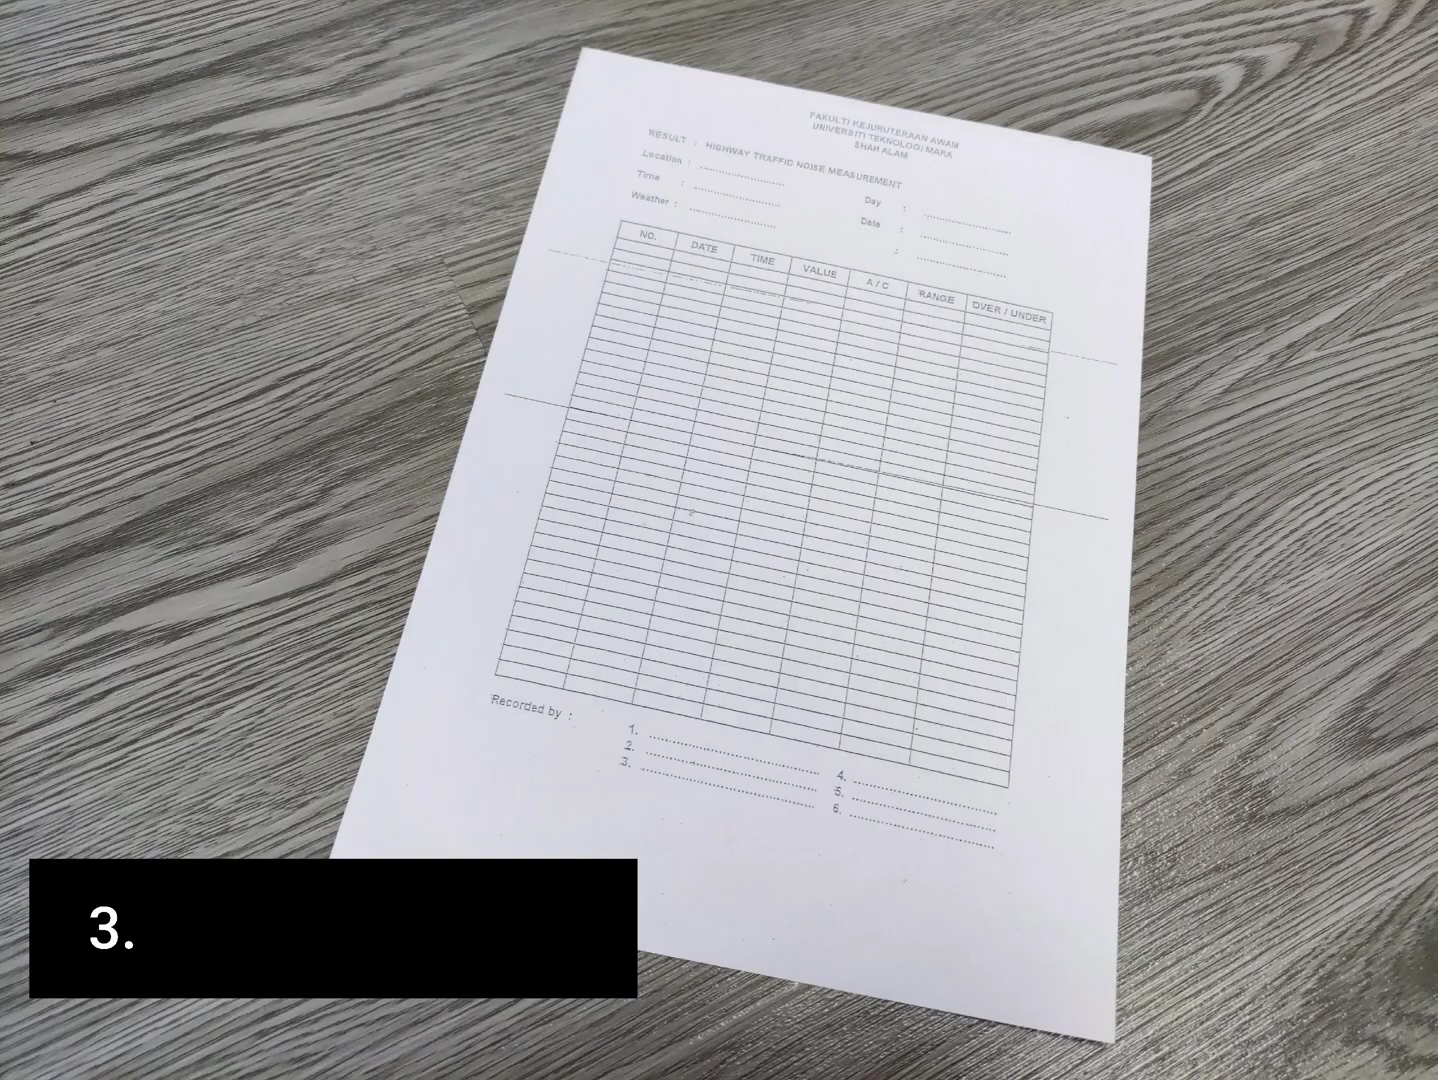 FAKULTI KEJURUTERAAN AWAM
UNIVERSITI TEKNOLOGI MARA
SHAH ALAM
RESULT : HIGHWAY TRAFFIC NOISE MEASUREMENT
Location : ........................
Time : ........................
Weather : ........................
Day : ........................
Date : ........................
: ........................
NO. DATE TIME VALUE A / C RANGE OVER / UNDER
Recorded by :
1. ........................
2. ........................
3. ........................
4. ........................
5. ........................
6. ........................
3.